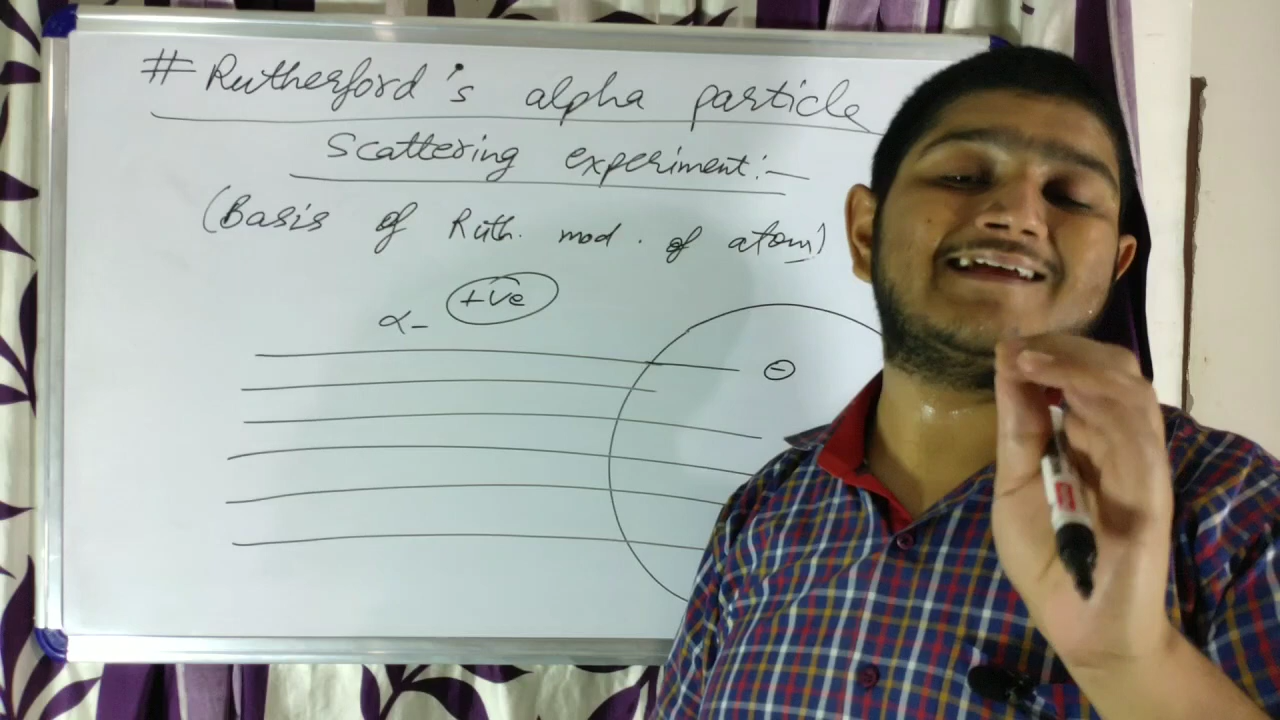 # Rutherford's alpha particle
Scattering experiment:-
(Basis of Ruth. mod. of atom)
+ve
α-
-